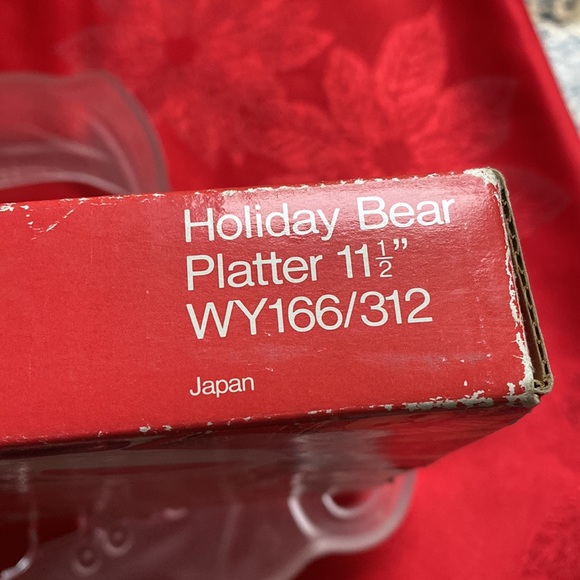 Holiday Bear
Platter 11½”
WY166/312
Japan